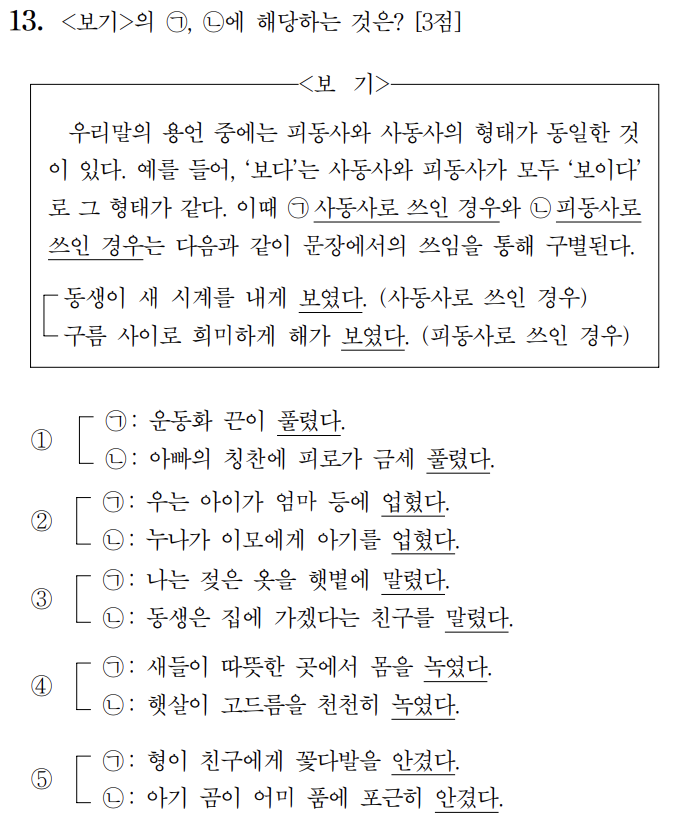 13. <보기>의 ㉠, ㉡에 해당하는 것은? [3점]
<보 기>
우리말의 용언 중에는 피동사와 사동사의 형태가 동일한 것
이 있다. 예를 들어, ‘보다’는 사동사와 피동사가 모두 ‘보이다’
로 그 형태가 같다. 이때 ㉠사동사로 쓰인 경우와 ㉡피동사로
쓰인 경우는 다음과 같이 문장에서의 쓰임을 통해 구별된다.
동생이 새 시계를 내게 보였다. (사동사로 쓰인 경우)
구름 사이로 희미하게 해가 보였다. (피동사로 쓰인 경우)
①
㉠: 운동화 끈이 풀렸다.
㉡: 아빠의 칭찬에 피로가 금세 풀렸다.
②
㉠: 우는 아이가 엄마 등에 업혔다.
㉡: 누나가 이모에게 아기를 업혔다.
③
㉠: 나는 젖은 옷을 햇볕에 말렸다.
㉡: 동생은 집에 가겠다는 친구를 말렸다.
④
㉠: 새들이 따뜻한 곳에서 몸을 녹였다.
㉡: 햇살이 고드름을 천천히 녹였다.
⑤
㉠: 형이 친구에게 꽃다발을 안겼다.
㉡: 아기 곰이 어미 품에 포근히 안겼다.